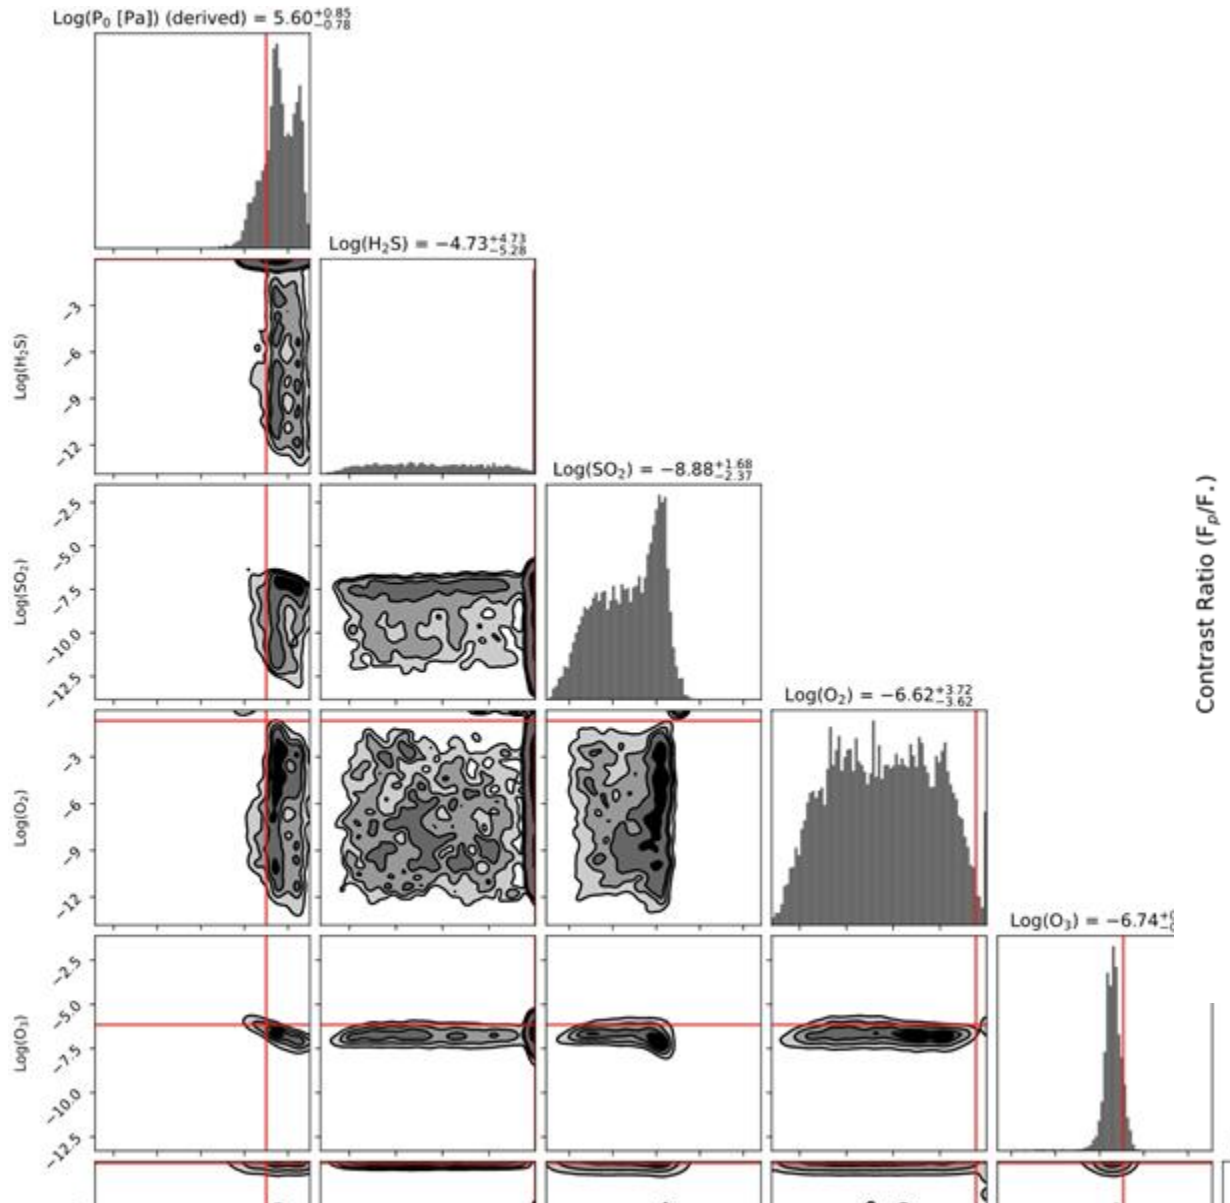 Log(P₀ [Pa]) (derived) = 5.60+0.85 −0.78
Log(H₂S) = −4.73+4.73 −5.28
Log(H₂S)
−3
−6
−9
−12
Log(SO₂) = −8.88+1.68 −2.37
Log(SO₂)
−2.5
−5.0
−7.5
−10.0
−12.5
Contrast Ratio (Fₚ/F.)
Log(O₂) = −6.62+3.72 −3.62
Log(O₂)
−3
−6
−9
−12
Log(O₃) = −6.74
Log(O₃)
−2.5
−5.0
−7.5
−10.0
−12.5